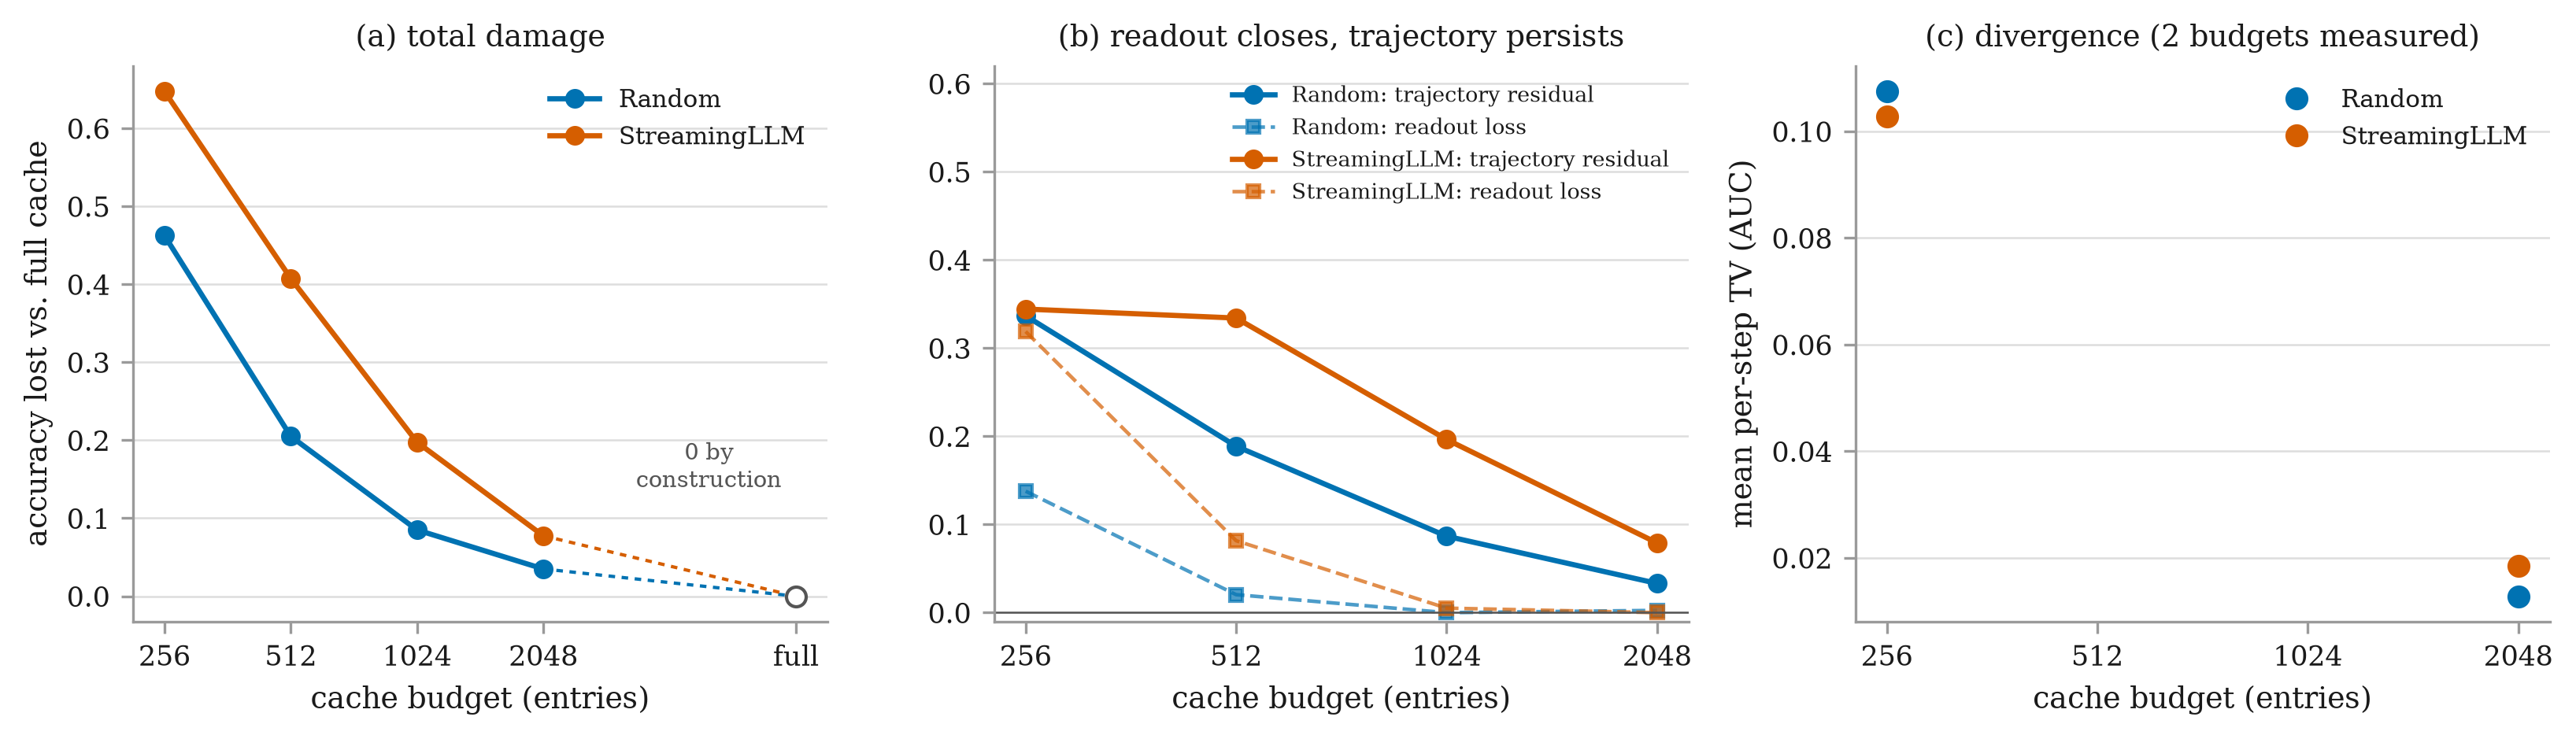 (a) total damage
accuracy lost vs. full cache
0.6
0.5
0.4
0.3
0.2
0.1
0.0
Random
StreamingLLM
0 by
construction
256 512 1024 2048 full
cache budget (entries)
(b) readout closes, trajectory persists
0.6
0.5
0.4
0.3
0.2
0.1
0.0
Random: trajectory residual
Random: readout loss
StreamingLLM: trajectory residual
StreamingLLM: readout loss
256 512 1024 2048
cache budget (entries)
(c) divergence (2 budgets measured)
mean per-step TV (AUC)
0.10
0.08
0.06
0.04
0.02
Random
StreamingLLM
256 512 1024 2048
cache budget (entries)